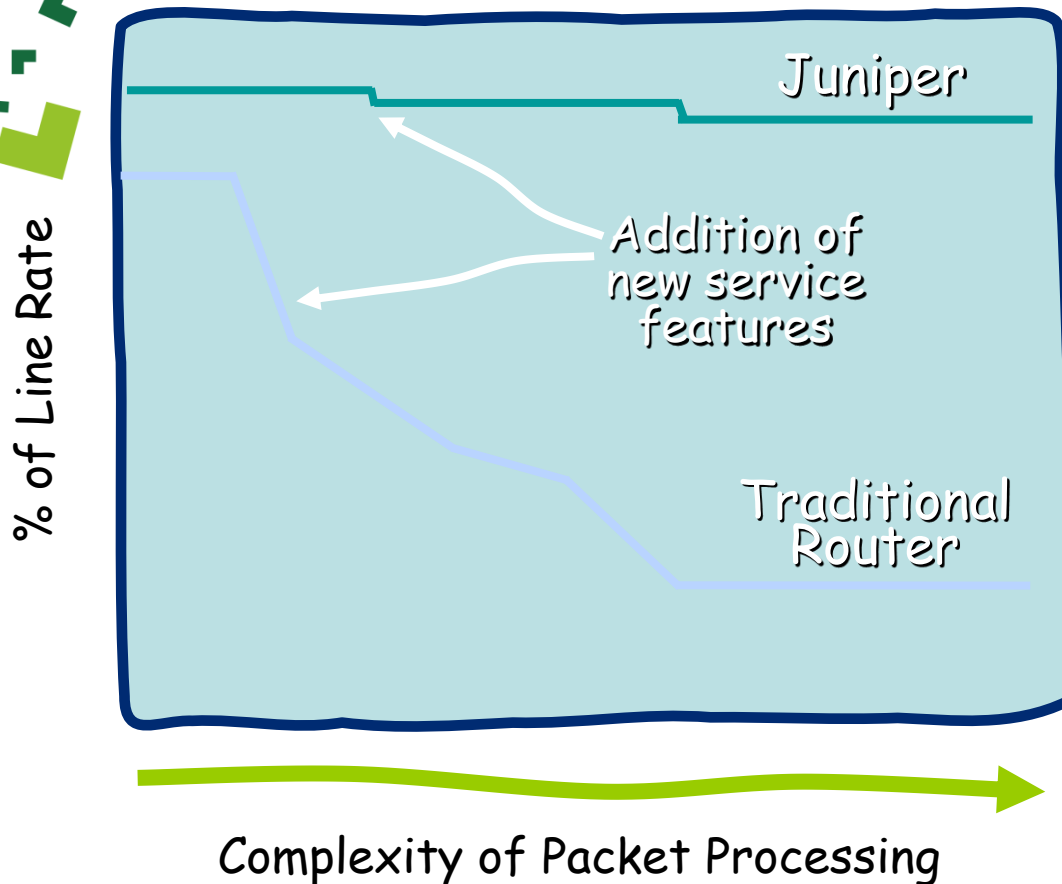 Juniper
Addition of
new service
features
% of Line Rate
Traditional
Router
Complexity of Packet Processing